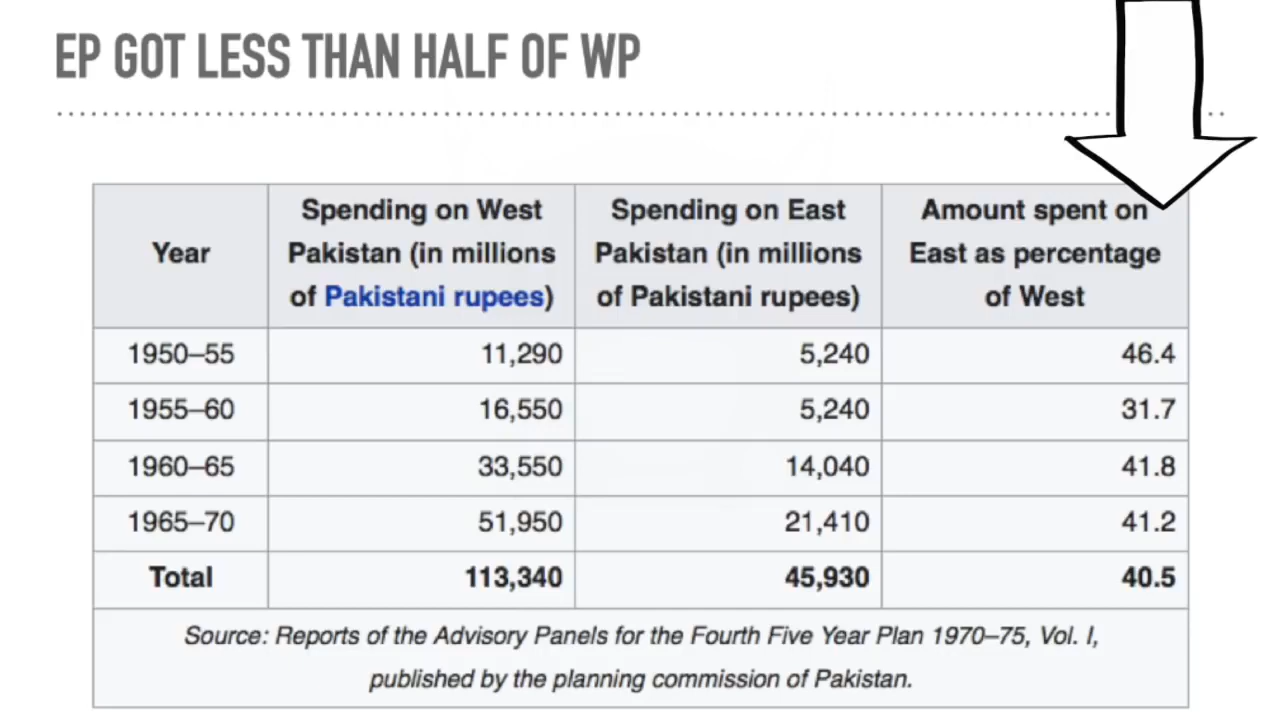 EP GOT LESS THAN HALF OF WP
Year
Spending on West
Pakistan (in millions
of Pakistani rupees)
Spending on East
Pakistan (in millions
of Pakistani rupees)
Amount spent on
East as percentage
of West
1950–55 11,290 5,240 46.4
1955–60 16,550 5,240 31.7
1960–65 33,550 14,040 41.8
1965–70 51,950 21,410 41.2
Total 113,340 45,930 40.5
Source: Reports of the Advisory Panels for the Fourth Five Year Plan 1970–75, Vol. I,
published by the planning commission of Pakistan.